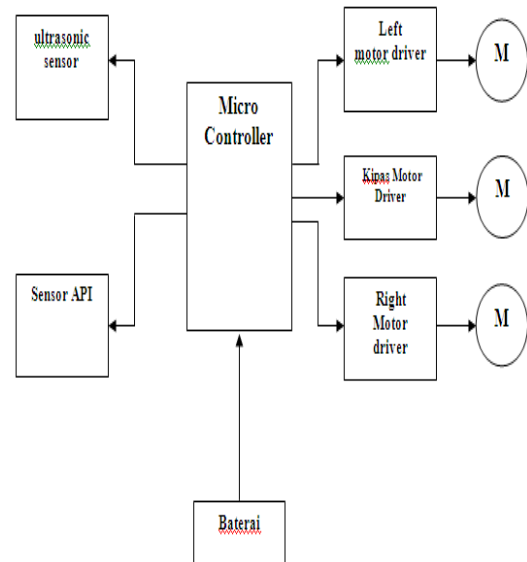 ultrasonic
sensor
Micro
Controller
Left
motor driver
M
Kipas Motor
Driver
M
Sensor API
Right
Motor
driver
M
Baterai